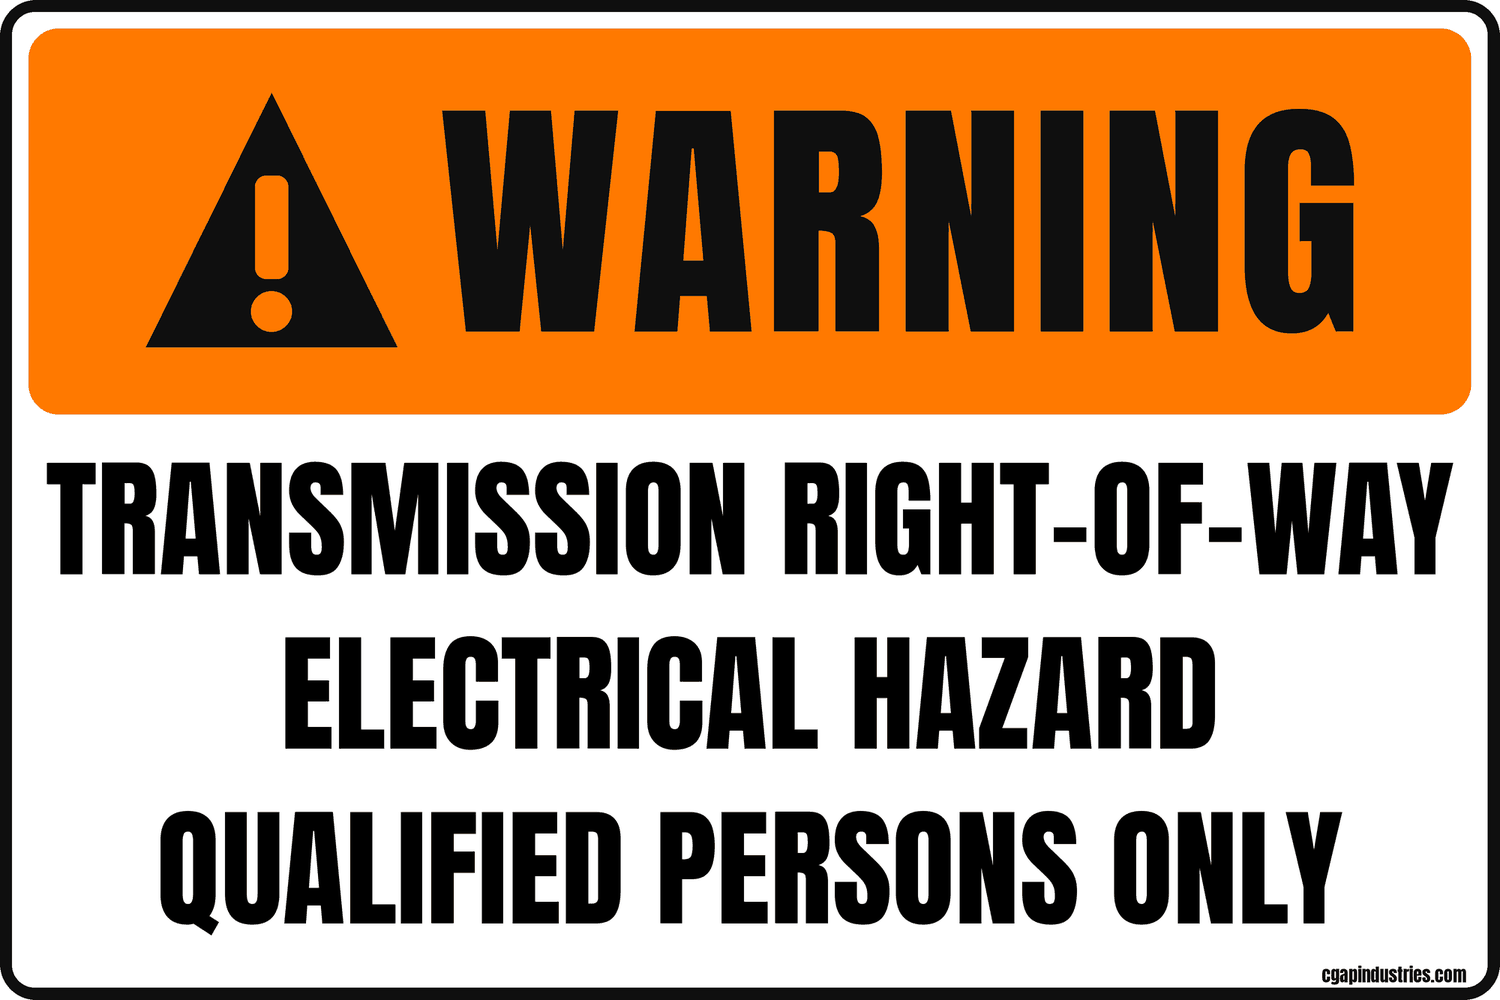 WARNING
TRANSMISSION RIGHT-OF-WAY
ELECTRICAL HAZARD
QUALIFIED PERSONS ONLY
cgapindustries.com